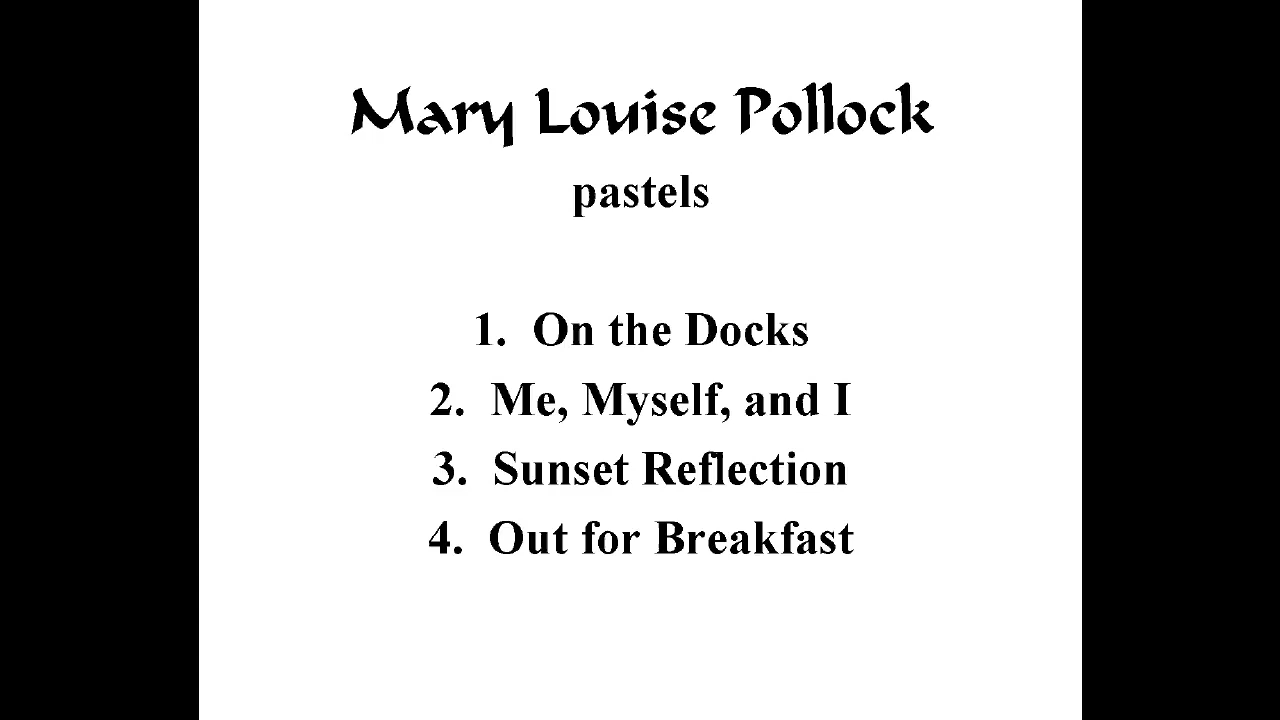 Mary Louise Pollock
pastels
1. On the Docks
2. Me, Myself, and I
3. Sunset Reflection
4. Out for Breakfast